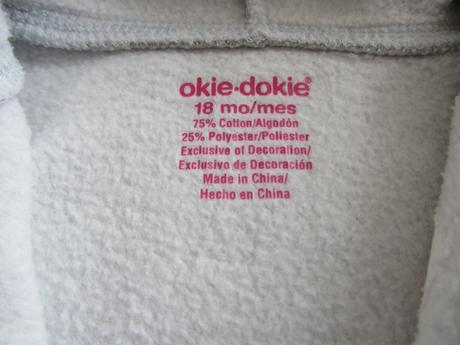 okie-dokie®
18 mo/mes
75% Cotton/Algodón
25% Polyester/Poliester
Exclusive of Decoration/
Exclusivo de Decoración
Made in China/
Hecho en China